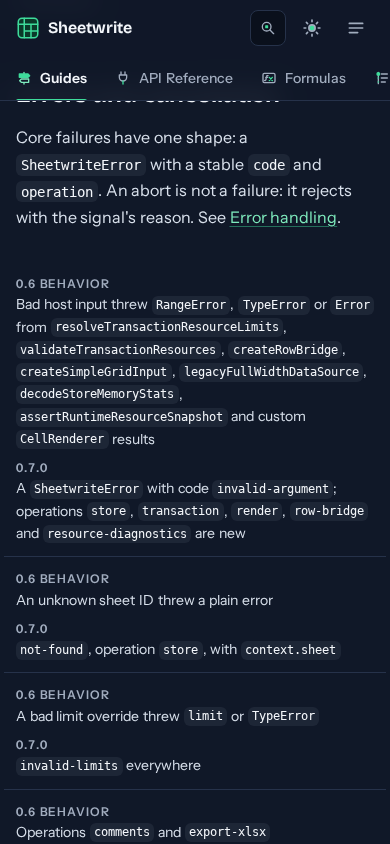 Sheetwrite
Guides API Reference Formulas
Errors and cancellation
Core failures have one shape: a
SheetwriteError with a stable code and
operation. An abort is not a failure: it rejects
with the signal's reason. See Error handling.
0.6 BEHAVIOR
Bad host input threw RangeError, TypeError or Error
from resolveTransactionResourceLimits,
validateTransactionResources, createRowBridge,
createSimpleGridInput, legacyFullWidthDataSource,
decodeStoreMemoryStats,
assertRuntimeResourceSnapshot and custom
CellRenderer results
0.7.0
A SheetwriteError with code invalid-argument;
operations store, transaction, render, row-bridge
and resource-diagnostics are new
0.6 BEHAVIOR
An unknown sheet ID threw a plain error
0.7.0
not-found, operation store, with context.sheet
0.6 BEHAVIOR
A bad limit override threw limit or TypeError
0.7.0
invalid-limits everywhere
0.6 BEHAVIOR
Operations comments and export-xlsx